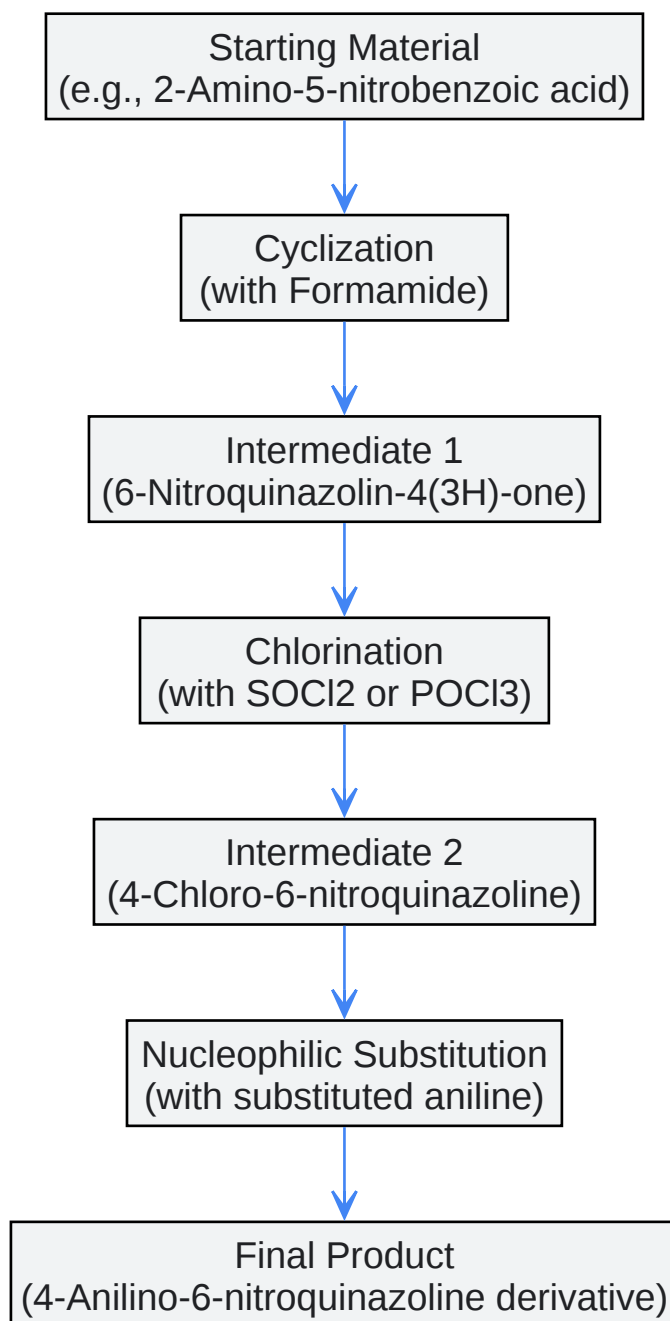 Starting Material
(e.g., 2-Amino-5-nitrobenzoic acid)
Cyclization
(with Formamide)
Intermediate 1
(6-Nitroquinazolin-4(3H)-one)
Chlorination
(with SOCl2 or POCl3)
Intermediate 2
(4-Chloro-6-nitroquinazoline)
Nucleophilic Substitution
(with substituted aniline)
Final Product
(4-Anilino-6-nitroquinazoline derivative)